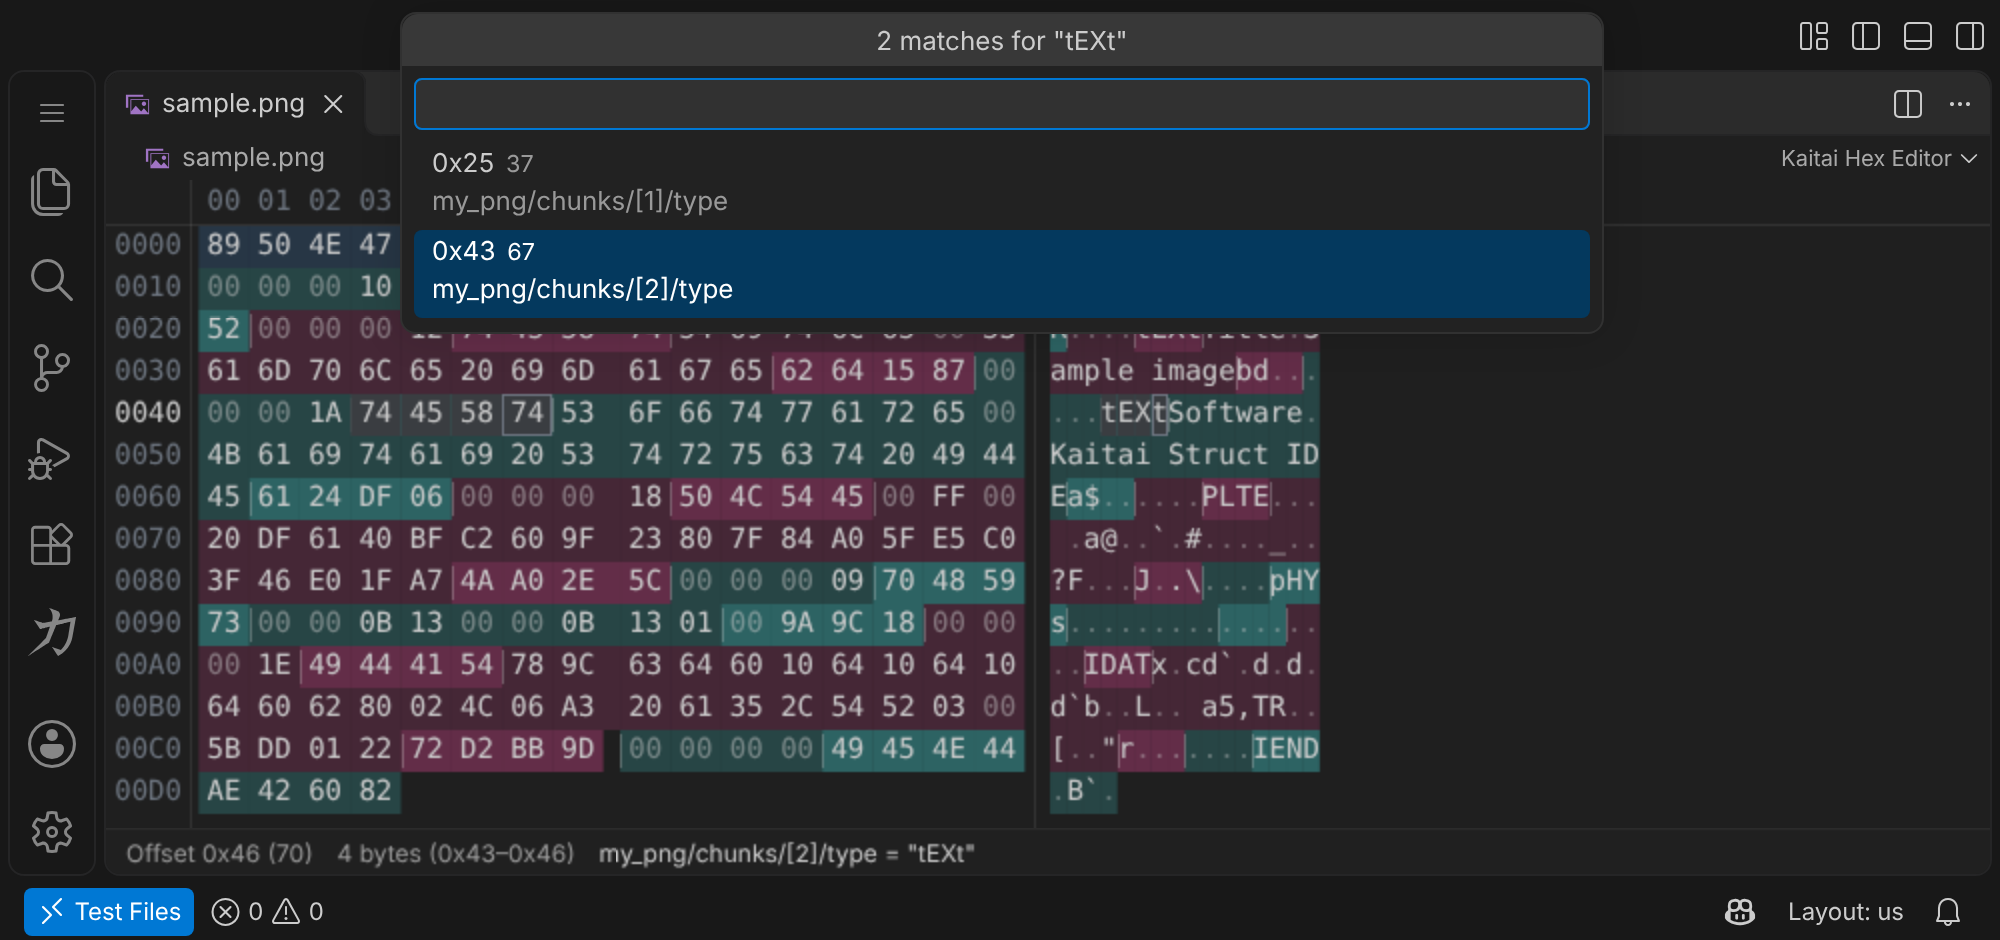 2 matches for "tEXt"
sample.png
0x25 37
my_png/chunks/[1]/type
0x43 67
my_png/chunks/[2]/type
sample.png
Kaitai Hex Editor
00 01 02 03
0000 89 50 4E 47
0010 00 00 00 10
0020 52 00 00 00 12 74 45 58 74 54 69 74 6C 65 00 53 R....tEXtTitle.S
0030 61 6D 70 6C 65 20 69 6D 61 67 65 62 64 15 87 00 ample imagebd...
0040 00 00 1A 74 45 58 74 53 6F 66 74 77 61 72 65 00 ...tEXtSoftware.
0050 4B 61 69 74 61 69 20 53 74 72 75 63 74 20 49 44 Kaitai Struct ID
0060 45 61 24 DF 06 00 00 00 18 50 4C 54 45 00 FF 00 Ea$......PLTE...
0070 20 DF 61 40 BF C2 60 9F 23 80 7F 84 A0 5F E5 C0  .a@..`.#...._..
0080 3F 46 E0 1F A7 4A A0 2E 5C 00 00 00 09 70 48 59 ?F...J..\....pHY
0090 73 00 00 0B 13 00 00 0B 13 01 00 9A 9C 18 00 00 s...............
00A0 00 1E 49 44 41 54 78 9C 63 64 60 10 64 10 64 10 ..IDATx.cd`.d.d.
00B0 64 60 62 80 02 4C 06 A3 20 61 35 2C 54 52 03 00 d`b..L.. a5,TR..
00C0 5B DD 01 22 72 D2 BB 9D 00 00 00 00 49 45 4E 44 [.."r.......IEND
00D0 AE 42 60 82 .B`.
Offset 0x46 (70) 4 bytes (0x43–0x46) my_png/chunks/[2]/type = "tEXt"
Test Files 0 0 Layout: us